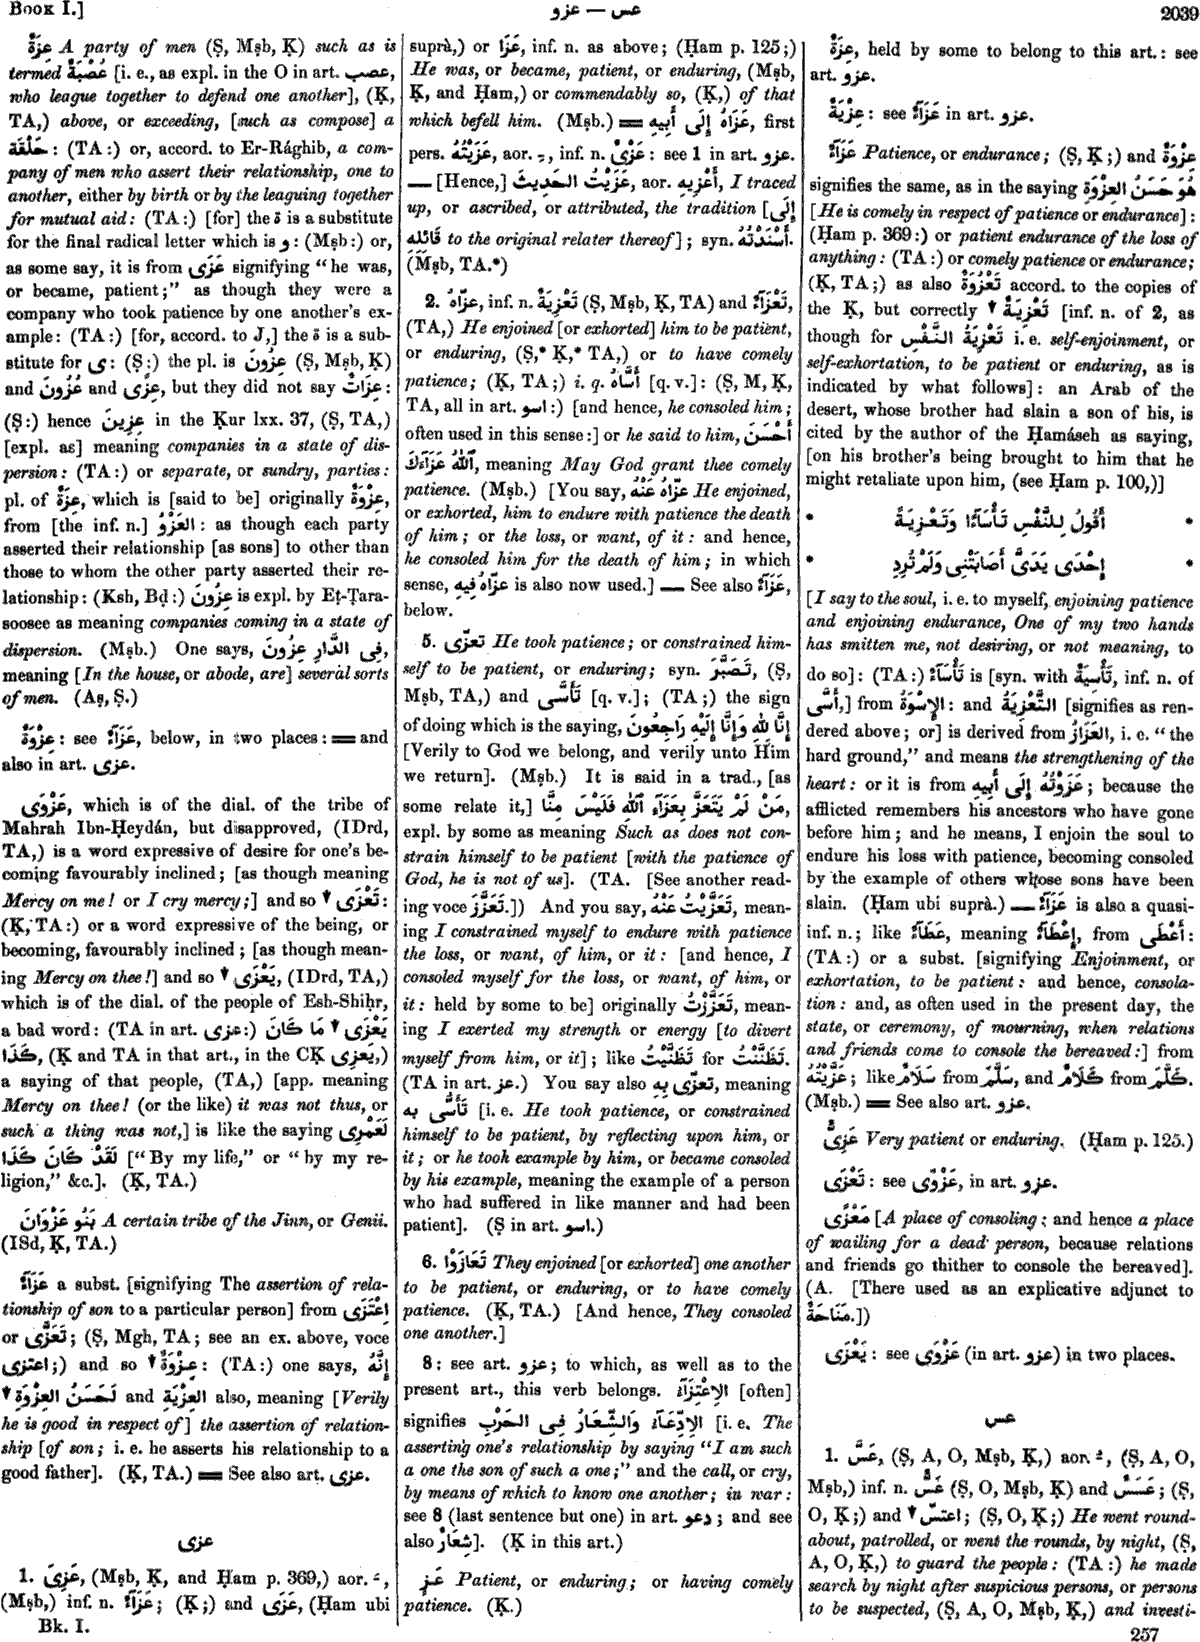 BOOK I.]
عس — عزو
2039
عِزَةٌ A party of men (Ṣ, Mṣb, Ḳ) such as is
termed عُصْبَةٌ [i. e., as expl. in the O in art. عصب,
who league together to defend one another], (Ḳ,
TA,) above, or exceeding, [such as compose] a
حَلْقَة : (TA:) or, accord. to Er-Rághib, a com-
pany of men who assert their relationship, one to
another, either by birth or by the leaguing together
for mutual aid: (TA:) [for] the ة is a substitute
for the final radical letter which is و: (Mṣb:) or,
as some say, it is from عَزَى signifying “he was,
or became, patient;” as though they were a
company who took patience by one another's ex-
ample: (TA:) [for, accord. to J,] the ة is a sub-
stitute for ى: (Ṣ:) the pl. is عِزُونَ (Ṣ, Mṣb, Ḳ)
and عُزُونَ and عِزًى, but they did not say عِزَاتٌ:
(Ṣ:) hence عِزِينَ in the Ḳur lxx. 37, (Ṣ, TA,)
[expl. as] meaning companies in a state of dis-
persion: (TA:) or separate, or sundry, parties:
pl. of عِزَةٌ, which is [said to be] originally عِزْوَةٌ,
from [the inf. n.] العَزْوُ: as though each party
asserted their relationship [as sons] to other than
those to whom the other party asserted their re-
lationship: (Ksh, Bḍ:) عِزُونَ is expl. by Eṭ-Ṭara-
soosee as meaning companies coming in a state of
dispersion. (Mṣb.) One says, فِى الدَّارِ عِزُونَ,
meaning [In the house, or abode, are] several sorts
of men. (Aṣ, Ṣ.)
عِزْوَةٌ: see عَزَآءٌ, below, in two places: ══ and
also in art. عزى.
عَزْوَى, which is of the dial. of the tribe of
Mahrah Ibn-Ḥeydán, but disapproved, (IDrd,
TA,) is a word expressive of desire for one's be-
coming favourably inclined; [as though meaning
Mercy on me! or I cry mercy;] and so ▼ تَعْزَى:
(Ḳ, TA:) or a word expressive of the being, or
becoming, favourably inclined; [as though mean-
ing Mercy on thee!] and so ▼ يَعْزَى, (IDrd, TA,)
which is of the dial. of the people of Esh-Shiḥr,
a bad word: (TA in art. عزى:) يَعْزَى ▼ مَا كَانَ
كَذَا, (Ḳ and TA in that art., in the CḲ يَعزِى,)
a saying of that people, (TA,) [app. meaning
Mercy on thee! (or the like) it was not thus, or
such a thing was not,] is like the saying لَعَمْرِى
لَقَدْ كَانَ كَذَا [“By my life,” or “by my re-
ligion,” &c.]. (Ḳ, TA.)
بَنُو عَزْوَانَ A certain tribe of the Jinn, or Genii.
(ISd, Ḳ, TA.)
عَزَآءٌ a subst. [signifying The assertion of rela-
tionship of son to a particular person] from اعْتَزَى
or تَعَزَّى; (Ṣ, Mgh, TA; see an ex. above, voce
اعتزى;) and so ▼ عِزْوَةٌ: (TA:) one says, إِنَّهُ
لَحَسَنُ العِزْوَةِ ▼ and العِزْيَةِ also, meaning [Verily
he is good in respect of] the assertion of relation-
ship [of son; i. e. he asserts his relationship to a
good father]. (Ḳ, TA.) ══ See also art. عزى.
عزى
1. عَزِىَ, (Mṣb, Ḳ, and Ḥam p. 369,) aor. ـَ,
(Mṣb,) inf. n. عَزَآءٌ; (Ḳ;) and عَزَى, (Ḥam ubi
Bk. I.
suprà,) or عَزَا, inf. n. as above; (Ḥam p. 125;)
He was, or became, patient, or enduring, (Mṣb,
Ḳ, and Ḥam,) or commendably so, (Ḳ,) of that
which befell him. (Mṣb.) ══ عَزَاهُ إِلَى أَبِيهِ, first
pers. عَزَيْتُهُ, aor. ـِ, inf. n. عَزْىٌ: see 1 in art. عزو.
— [Hence,] عَزَيْتُ الحَدِيثَ, aor. أَعْزِيهِ, I traced
up, or ascribed, or attributed, the tradition [إِلَى
قَائِلِهِ to the original relater thereof]; syn. أَسْنَدْتُهُ.
(Mṣb, TA.*)
2. عزّاهُ, inf. n. تَعْزِيَةٌ (Ṣ, Mṣb, Ḳ, TA) and تَعْزَآءٌ,
(TA,) He enjoined [or exhorted] him to be patient,
or enduring, (Ṣ,* Ḳ,* TA,) or to have comely
patience; (Ḳ, TA;) i. q. أَسَّاهُ [q. v.]: (Ṣ, M, Ḳ,
TA, all in art. اسو:) [and hence, he consoled him;
often used in this sense:] or he said to him, أَحْسَنَ
ٱللّٰهُ عَزَآءَكَ, meaning May God grant thee comely
patience. (Mṣb.) [You say, عزّاهُ عَنْهُ He enjoined,
or exhorted, him to endure with patience the death
of him; or the loss, or want, of it: and hence,
he consoled him for the death of him; in which
sense, عزّاهُ فِيهِ is also now used.] — See also عَزَآءٌ,
below.
5. تعزّى He took patience; or constrained him-
self to be patient, or enduring; syn. تَصَبَّرَ, (Ṣ,
Mṣb, TA,) and تَأَسَّى [q. v.]; (TA;) the sign
of doing which is the saying, إِنَّا لِلّٰهِ وَإِنَّا إِلَيْهِ رَاجِعُونَ
[Verily to God we belong, and verily unto Him
we return]. (Mṣb.) It is said in a trad., [as
some relate it,] مَنْ لَمْ يَتَعَزَّ بِعَزَآءِ ٱللّٰهِ فَلَيْسَ مِنَّا,
expl. by some as meaning Such as does not con-
strain himself to be patient [with the patience of
God, he is not of us]. (TA. [See another read-
ing voce تَعَزَّزَ.]) And you say, تَعَزَّيْتُ عَنْهُ, mean-
ing I constrained myself to endure with patience
the loss, or want, of him, or it: [and hence, I
consoled myself for the loss, or want, of him, or
it: held by some to be] originally تَعَزَّزْتُ, mean-
ing I exerted my strength or energy [to divert
myself from him, or it]; like تَظَنَّيْتُ for تَظَنَّنْتُ.
(TA in art. عز.) You say also تعزّى بِهِ, meaning
تَأَسَّى بِهِ [i. e. He took patience, or constrained
himself to be patient, by reflecting upon him, or
it; or he took example by him, or became consoled
by his example, meaning the example of a person
who had suffered in like manner and had been
patient]. (Ṣ in art. اسو.)
6. تَعَازَوْا They enjoined [or exhorted] one another
to be patient, or enduring, or to have comely
patience. (Ḳ, TA.) [And hence, They consoled
one another.]
8: see art. عزو; to which, as well as to the
present art., this verb belongs. الاِعْتِزَآءُ [often]
signifies الاِدِّعَآءُ وَالشِّعَارُ فِى الحَرْبِ [i. e. The
asserting one's relationship by saying “I am such
a one the son of such a one;” and the call, or cry,
by means of which to know one another; in war:
see 8 (last sentence but one) in art. دعو; and see
also شِعَارٌ]. (Ḳ in this art.)
عَزٍ Patient, or enduring; or having comely
patience. (Ḳ.)
عِزَةٌ, held by some to belong to this art.: see
art. عزو.
عِزْيَةٌ: see عَزَآءٌ in art. عزو.
عَزَآءٌ Patience, or endurance; (Ṣ, Ḳ;) and عِزْوَةٌ
signifies the same, as in the saying هُوَ حَسَنُ العِزْوَةِ
[He is comely in respect of patience or endurance]:
(Ḥam p. 369:) or patient endurance of the loss of
anything: (TA:) or comely patience or endurance;
(Ḳ, TA;) as also تَعْزُوَةٌ accord. to the copies of
the Ḳ, but correctly ▼ تَعْزِيَةٌ [inf. n. of 2, as
though for تَعْزِيَةُ النَّفْسِ i. e. self-enjoinment, or
self-exhortation, to be patient or enduring, as is
indicated by what follows]: an Arab of the
desert, whose brother had slain a son of his, is
cited by the author of the Ḥamáseh as saying,
[on his brother's being brought to him that he
might retaliate upon him, (see Ḥam p. 100,)]
* أَقُولُ لِلنَّفْسِ تَأْسَآءًا وَتَعْزِيَةً *
* إِحْدَى يَدَىَّ أَصَابَتْنِى وَلَمْ تُرِدِ *
[I say to the soul, i. e. to myself, enjoining patience
and enjoining endurance, One of my two hands
has smitten me, not desiring, or not meaning, to
do so]: (TA:) تَأْسَآءٌ is [syn. with تَأْسِيَةٌ, inf. n. of
أَسَّى,] from الإِسْوَةُ: and التَّعْزِيَةُ [signifies as ren-
dered above; or] is derived from العَزَازُ, i. e. “the
hard ground,” and means the strengthening of the
heart: or it is from عَزَوْتُهُ إِلَى أَبِيهِ; because the
afflicted remembers his ancestors who have gone
before him; and he means, I enjoin the soul to
endure his loss with patience, becoming consoled
by the example of others whose sons have been
slain. (Ḥam ubi suprà.) — عَزَآءٌ is also a quasi-
inf. n.; like عَطَآءٌ, meaning إِعْطَآءٌ, from أَعْطَى:
(TA:) or a subst. [signifying Enjoinment, or
exhortation, to be patient: and hence, consola-
tion: and, as often used in the present day, the
state, or ceremony, of mourning, when relations
and friends come to console the bereaved:] from
عَزَّيْتُهُ; like سَلَامٌ from سَلَّمَ, and كَلَامٌ from كَلَّمَ.
(Mṣb.) ══ See also art. عزو.
عَزِىٌّ Very patient or enduring. (Ḥam p. 125.)
تَعْزَى: see عَزْوَى, in art. عزو.
مَعْزًى [A place of consoling; and hence a place
of wailing for a dead person, because relations
and friends go thither to console the bereaved].
(A. [There used as an explicative adjunct to
مَنَاحَةٌ.])
يَعْزَى: see عَزْوَى (in art. عزو) in two places.
عس
1. عَسَّ, (Ṣ, A, O, Mṣb, Ḳ,) aor. ـُ, (Ṣ, A, O,
Mṣb,) inf. n. عَسٌّ (Ṣ, O, Mṣb, Ḳ) and عَسَسٌ; (Ṣ,
O, Ḳ;) and ▼ اعتسّ; (Ṣ, O, Ḳ;) He went round-
about, patrolled, or went the rounds, by night, (Ṣ,
A, O, Ḳ,) to guard the people: (TA:) he made
search by night after suspicious persons, or persons
to be suspected, (Ṣ, A, O, Mṣb, Ḳ,) and investi-
257